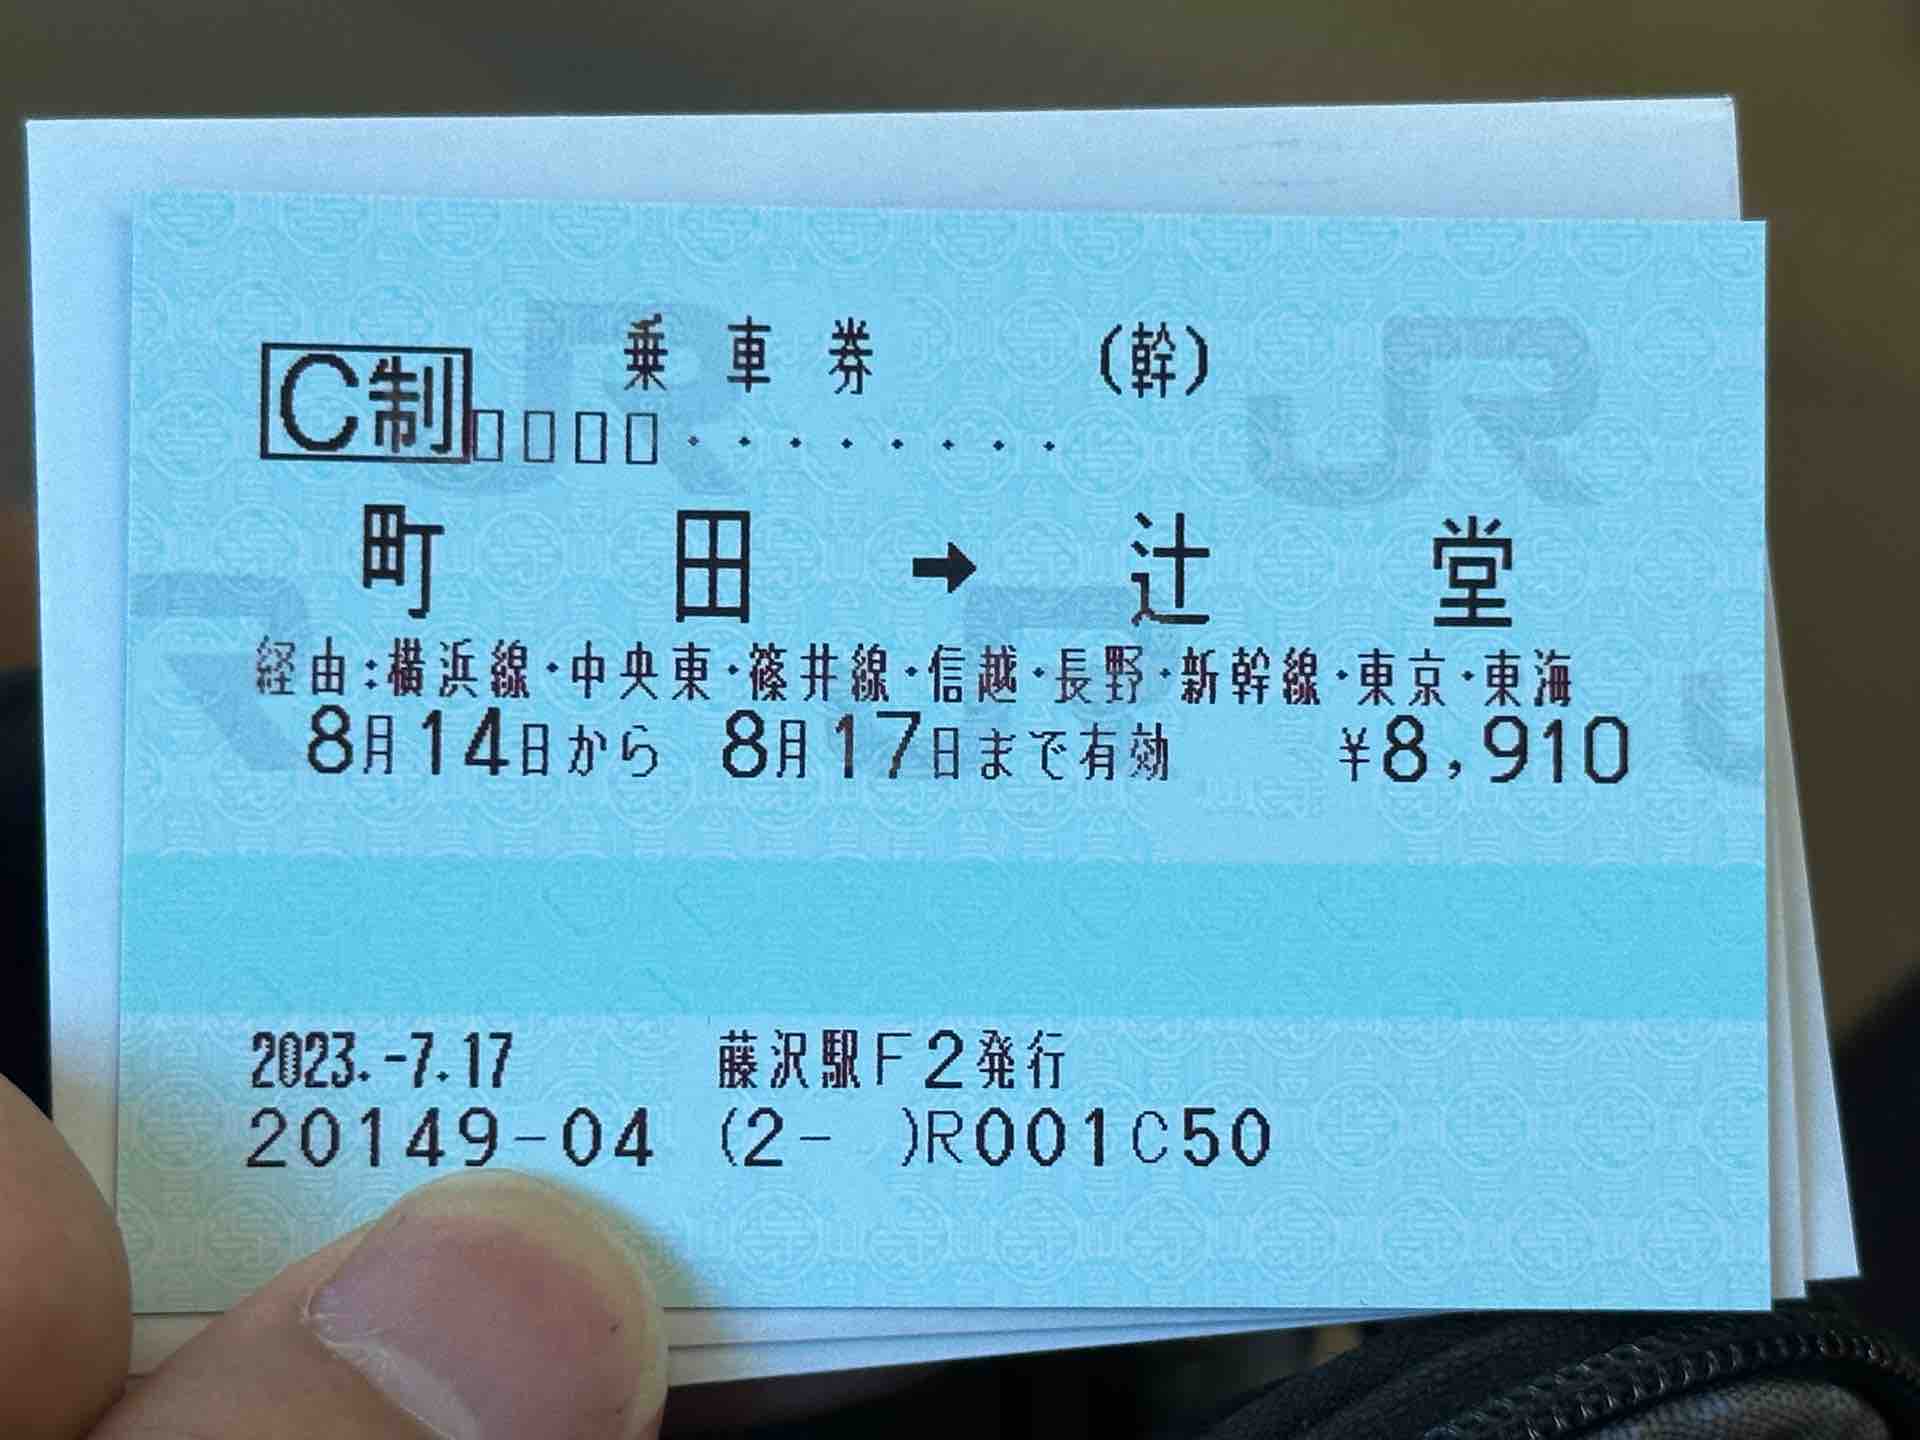 乗車券 (幹)
C制 □□□□・・・・・・・・
町田➡辻堂
経由:横浜線・中央東・篠井線・信越・長野・新幹線・東京・東海
8月14日から 8月17日まで有効 ¥8,910
2023.-7.17 藤沢駅F2発行
20149-04 (2- )R001C50